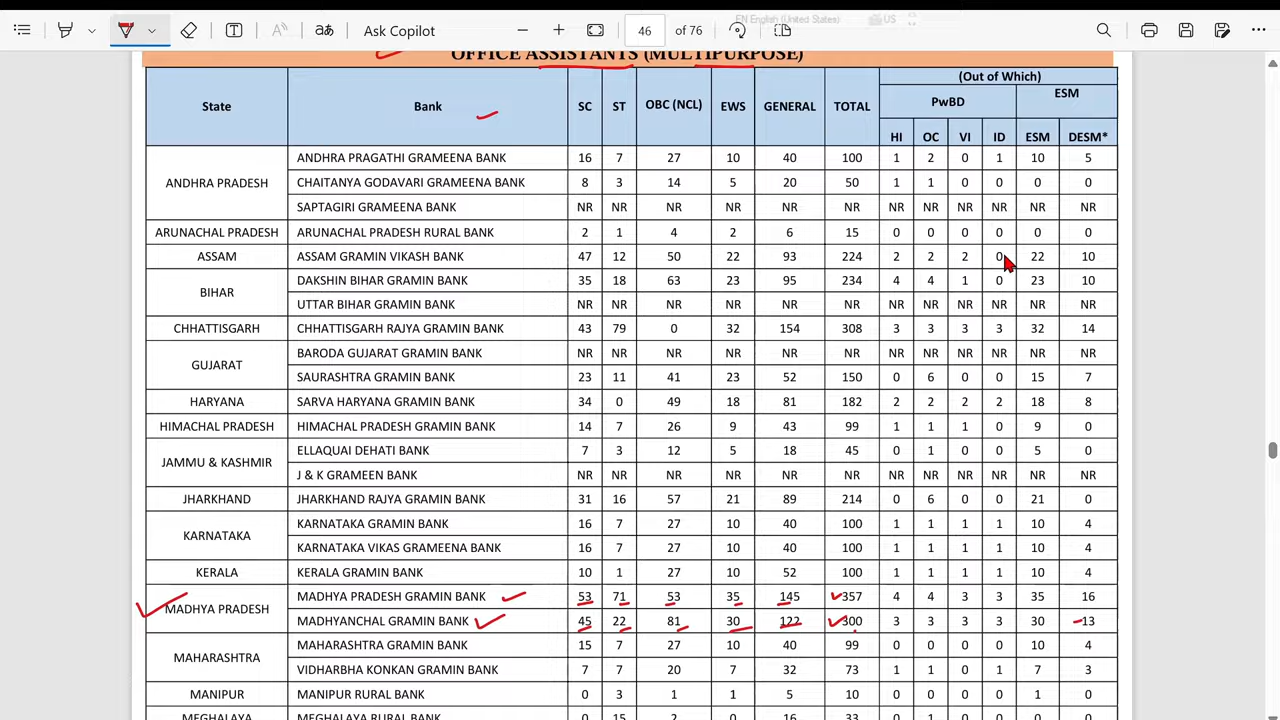 EN English (United States) US
Ask Copilot 46 of 76
OFFICE ASSISTANTS (MULTIPURPOSE)
State Bank SC ST OBC (NCL) EWS GENERAL TOTAL (Out of Which)
PwBD ESM
HI OC VI ID ESM DESM*
ANDHRA PRADESH
ANDHRA PRAGATHI GRAMEENA BANK 16 7 27 10 40 100 1 2 0 1 10 5
CHAITANYA GODAVARI GRAMEENA BANK 8 3 14 5 20 50 1 1 0 0 0 0
SAPTAGIRI GRAMEENA BANK NR NR NR NR NR NR NR NR NR NR NR NR
ARUNACHAL PRADESH ARUNACHAL PRADESH RURAL BANK 2 1 4 2 6 15 0 0 0 0 0 0
ASSAM ASSAM GRAMIN VIKASH BANK 47 12 50 22 93 224 2 2 2 0 22 10
BIHAR
DAKSHIN BIHAR GRAMIN BANK 35 18 63 23 95 234 4 4 1 0 23 10
UTTAR BIHAR GRAMIN BANK NR NR NR NR NR NR NR NR NR NR NR NR
CHHATTISGARH CHHATTISGARH RAJYA GRAMIN BANK 43 79 0 32 154 308 3 3 3 3 32 14
GUJARAT
BARODA GUJARAT GRAMIN BANK NR NR NR NR NR NR NR NR NR NR NR NR
SAURASHTRA GRAMIN BANK 23 11 41 23 52 150 0 6 0 0 15 7
HARYANA SARVA HARYANA GRAMIN BANK 34 0 49 18 81 182 2 2 2 2 18 8
HIMACHAL PRADESH HIMACHAL PRADESH GRAMIN BANK 14 7 26 9 43 99 1 1 1 0 9 0
JAMMU & KASHMIR
ELLAQUAI DEHATI BANK 7 3 12 5 18 45 0 1 0 0 5 0
J & K GRAMEEN BANK NR NR NR NR NR NR NR NR NR NR NR NR
JHARKHAND JHARKHAND RAJYA GRAMIN BANK 31 16 57 21 89 214 0 6 0 0 21 0
KARNATAKA
KARNATAKA GRAMIN BANK 16 7 27 10 40 100 1 1 1 1 10 4
KARNATAKA VIKAS GRAMEENA BANK 16 7 27 10 40 100 1 1 1 1 10 4
KERALA KERALA GRAMIN BANK 10 1 27 10 52 100 1 1 1 1 10 4
MADHYA PRADESH
MADHYA PRADESH GRAMIN BANK 53 71 53 35 145 357 4 4 3 3 35 16
MADHYANCHAL GRAMIN BANK 45 22 81 30 122 300 3 3 3 3 30 13
MAHARASHTRA
MAHARASHTRA GRAMIN BANK 15 7 27 10 40 99 0 0 0 0 10 4
VIDHARBHA KONKAN GRAMIN BANK 7 7 20 7 32 73 1 1 0 1 7 3
MANIPUR MANIPUR RURAL BANK 0 3 1 1 5 10 0 0 0 0 1 0
MEGHALAYA MEGHALAYA RURAL BANK 0 15 2 0 16 33 0 1 0 0 0 0